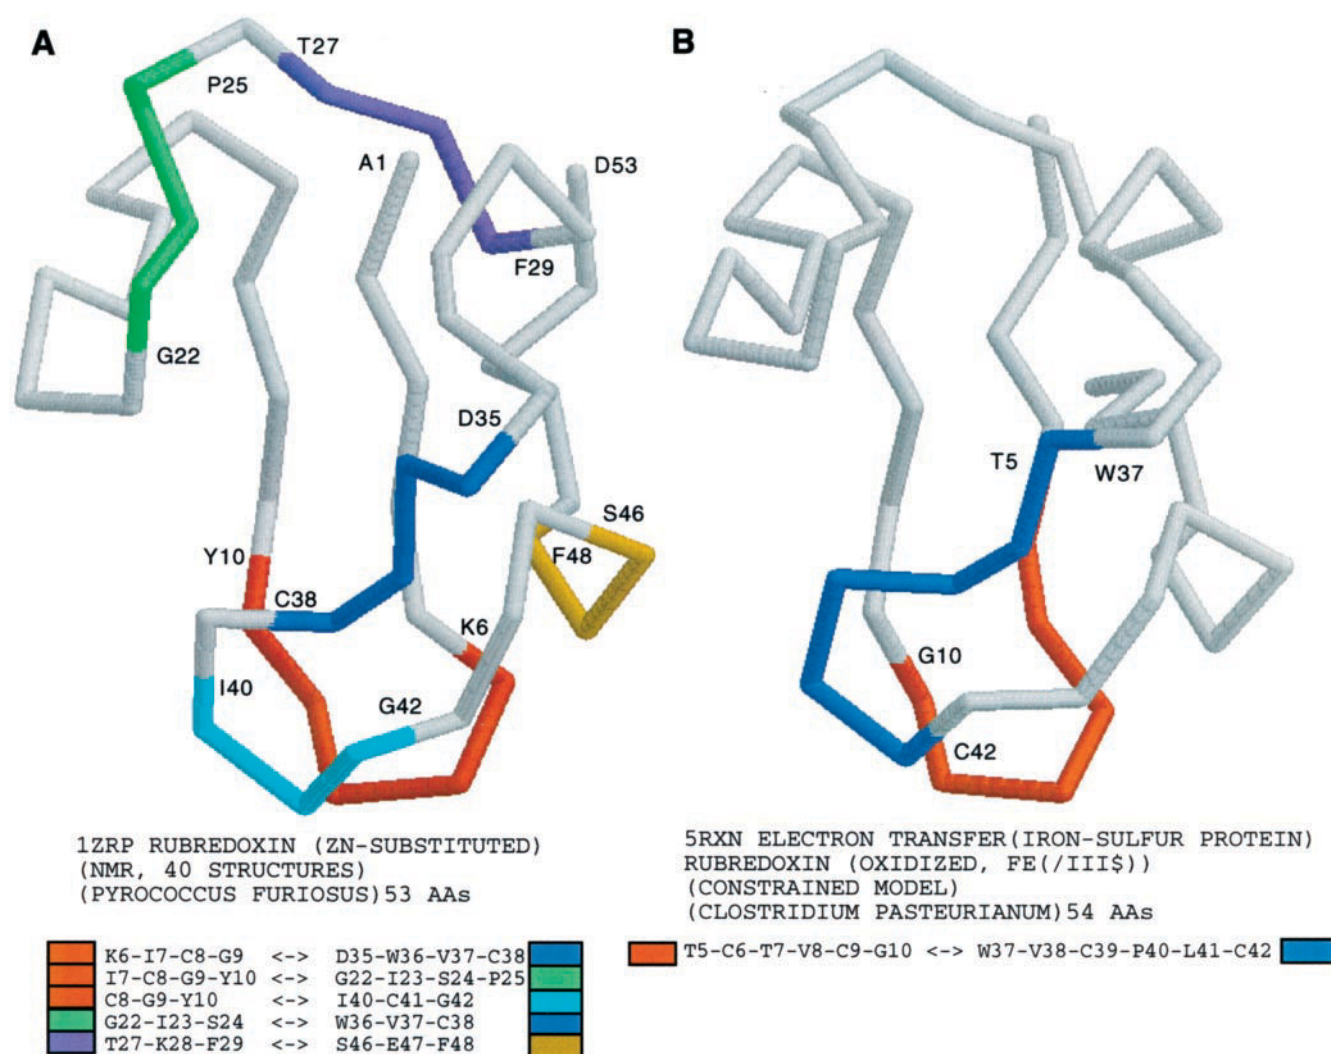 A
B
T27
P25
A1
D53
F29
G22
D35
T5
W37
S46
F48
Y10
C38
K6
G10
I40
G42
C42
1ZRP RUBREDOXIN (ZN-SUBSTITUTED)
(NMR, 40 STRUCTURES)
(PYROCOCCUS FURIOSUS)53 AAs
K6-I7-C8-G9 <-> D35-W36-V37-C38
I7-C8-G9-Y10 <-> G22-I23-S24-P25
C8-G9-Y10 <-> I40-C41-G42
G22-I23-S24 <-> W36-V37-C38
T27-K28-F29 <-> S46-E47-F48
5RXN ELECTRON TRANSFER(IRON-SULFUR PROTEIN)
RUBREDOXIN (OXIDIZED, FE(/III$))
(CONSTRAINED MODEL)
(CLOSTRIDIUM PASTEURIANUM)54 AAs
T5-C6-T7-V8-C9-G10 <-> W37-V38-C39-P40-L41-C42